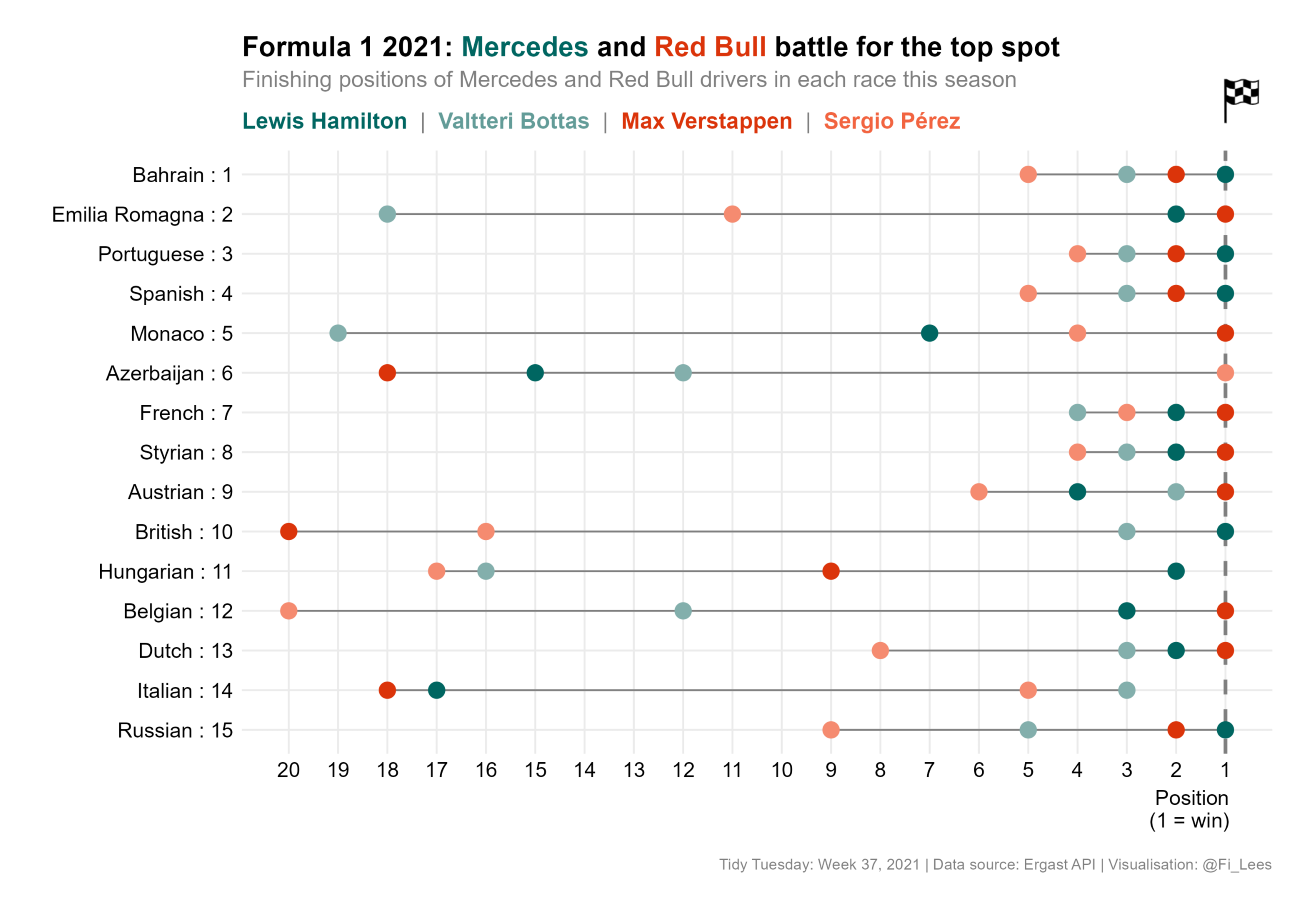 Formula 1 2021: Mercedes and Red Bull battle for the top spot
Finishing positions of Mercedes and Red Bull drivers in each race this season
Lewis Hamilton | Valtteri Bottas | Max Verstappen | Sergio Pérez
Bahrain : 1
Emilia Romagna : 2
Portuguese : 3
Spanish : 4
Monaco : 5
Azerbaijan : 6
French : 7
Styrian : 8
Austrian : 9
British : 10
Hungarian : 11
Belgian : 12
Dutch : 13
Italian : 14
Russian : 15
20 19 18 17 16 15 14 13 12 11 10 9 8 7 6 5 4 3 2 1
Position
(1 = win)
Tidy Tuesday: Week 37, 2021 | Data source: Ergast API | Visualisation: @Fi_Lees